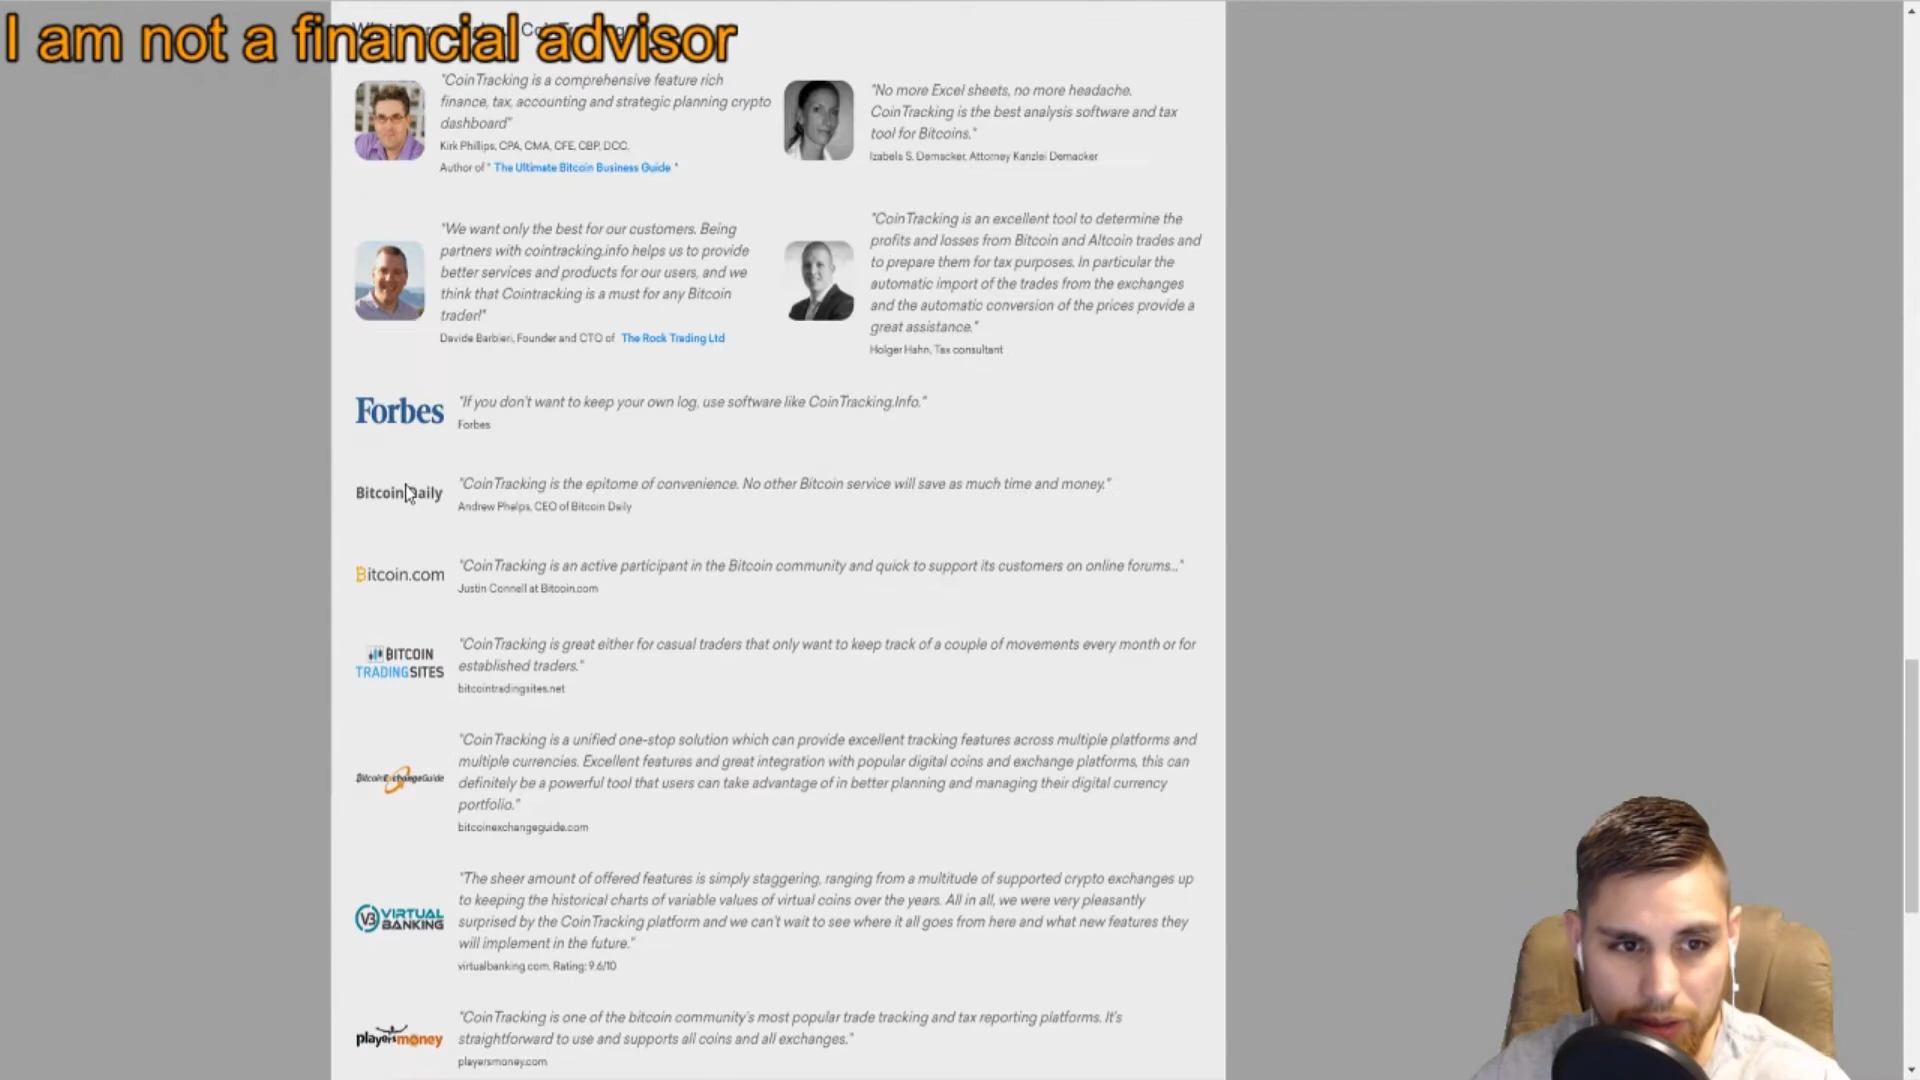 I am not a financial advisor
"CoinTracking is a comprehensive feature rich
finance, tax, accounting and strategic planning crypto
dashboard"
Kirk Phillips, CPA, CMA, CFE, CBP, DCC.
Author of " The Ultimate Bitcoin Business Guide "
"No more Excel sheets, no more headache.
CoinTracking is the best analysis software and tax
tool for Bitcoins."
Izabela S. Demacker, Attorney Kanzlei Demacker
"We want only the best for our customers. Being
partners with cointracking.info helps us to provide
better services and products for our users, and we
think that Cointracking is a must for any Bitcoin
trader!"
Davide Barbieri, Founder and CTO of The Rock Trading Ltd
"CoinTracking is an excellent tool to determine the
profits and losses from Bitcoin and Altcoin trades and
to prepare them for tax purposes. In particular the
automatic import of the trades from the exchanges
and the automatic conversion of the prices provide a
great assistance."
Holger Hahn, Tax consultant
Forbes
"If you don't want to keep your own log, use software like CoinTracking.Info."
Forbes
Bitcoin Daily
"CoinTracking is the epitome of convenience. No other Bitcoin service will save as much time and money."
Andrew Phelps, CEO of Bitcoin Daily
Bitcoin.com
"CoinTracking is an active participant in the Bitcoin community and quick to support its customers on online forums..."
Justin Connell at Bitcoin.com
BITCOIN
TRADINGSITES
"CoinTracking is great either for casual traders that only want to keep track of a couple of movements every month or for
established traders."
bitcointradingsites.net
BitcoinExchangeGuide
"CoinTracking is a unified one-stop solution which can provide excellent tracking features across multiple platforms and
multiple currencies. Excellent features and great integration with popular digital coins and exchange platforms, this can
definitely be a powerful tool that users can take advantage of in better planning and managing their digital currency
portfolio."
bitcoinexchangeguide.com
VB VIRTUAL
BANKING
"The sheer amount of offered features is simply staggering, ranging from a multitude of supported crypto exchanges up
to keeping the historical charts of variable values of virtual coins over the years. All in all, we were very pleasantly
surprised by the CoinTracking platform and we can't wait to see where it all goes from here and what new features they
will implement in the future."
virtualbanking.com, Rating: 9.6/10
playersmoney
"CoinTracking is one of the bitcoin community's most popular trade tracking and tax reporting platforms. It's
straightforward to use and supports all coins and all exchanges."
playersmoney.com